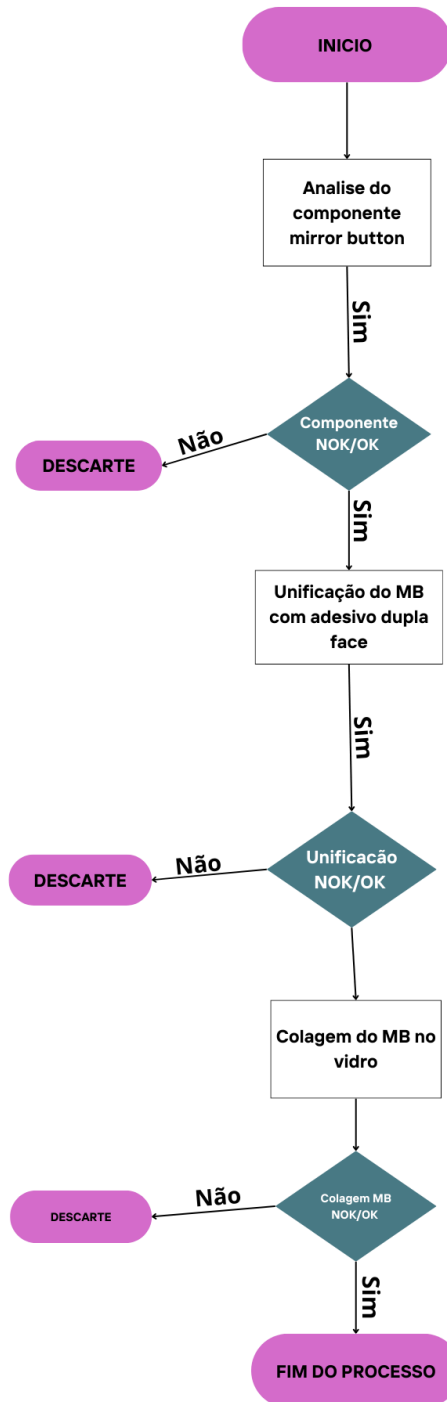 INICIO
Analise do
componente
mirror button
Sim
Componente
NOK/OK
Não
DESCARTE
Sim
Unificação do MB
com adesivo dupla
face
Sim
Unificacão
NOK/OK
Não
DESCARTE
Colagem do MB no
vidro
Colagem MB
NOK/OK
Não
DESCARTE
Sim
FIM DO PROCESSO